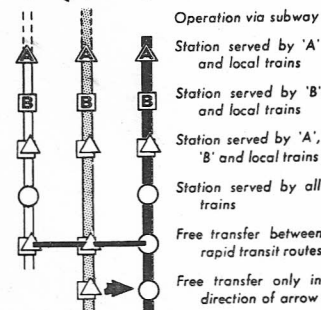 Operation via subway
A A A Station served by 'A'
and local trains
B B B Station served by 'B'
and local trains
Station served by 'A',
'B' and local trains
Station served by all
trains
Free transfer between
rapid transit routes
Free transfer only in
direction of arrow